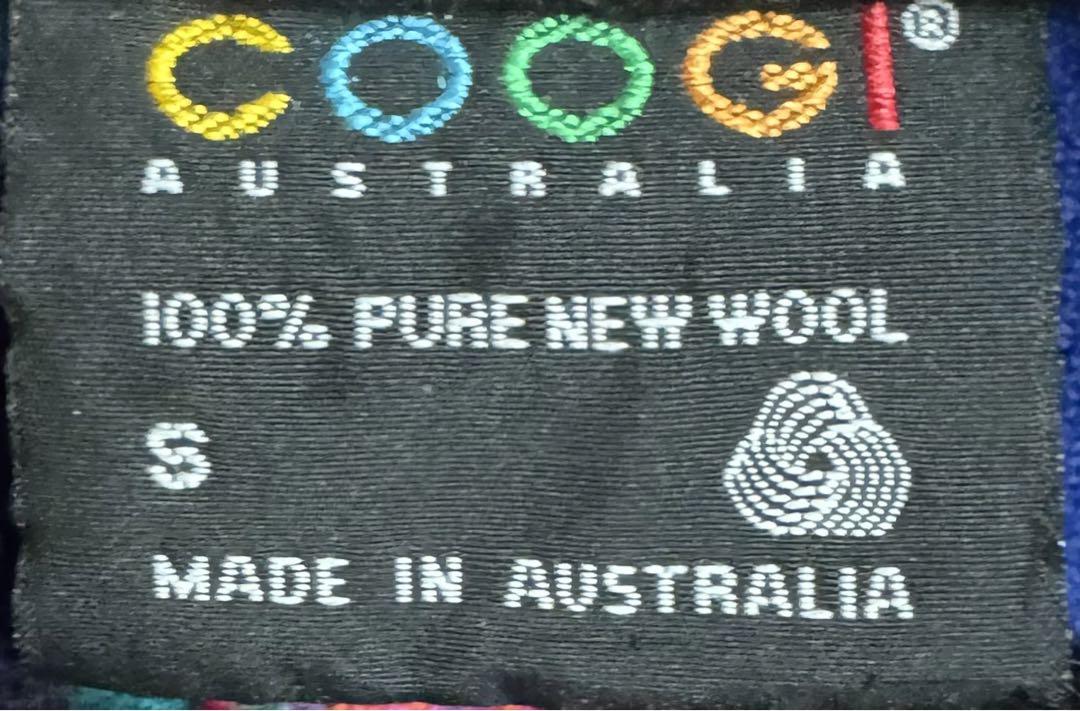 COOGI®
AUSTRALIA
100% PURE NEW WOOL
S
MADE IN AUSTRALIA